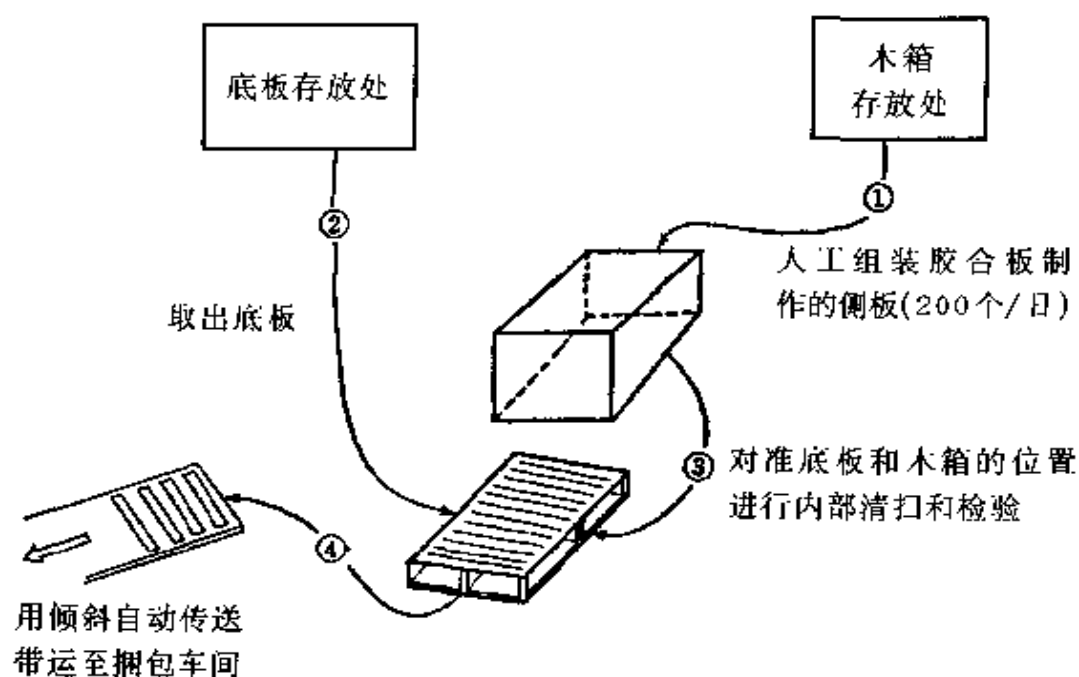 底板存放处
木箱
存放处
①
②
人工组装胶合板制
作的侧板(200个/日)
取出底板
③
对准底板和木箱的位置
进行内部清扫和检验
④
用倾斜自动传送
带运至捆包车间